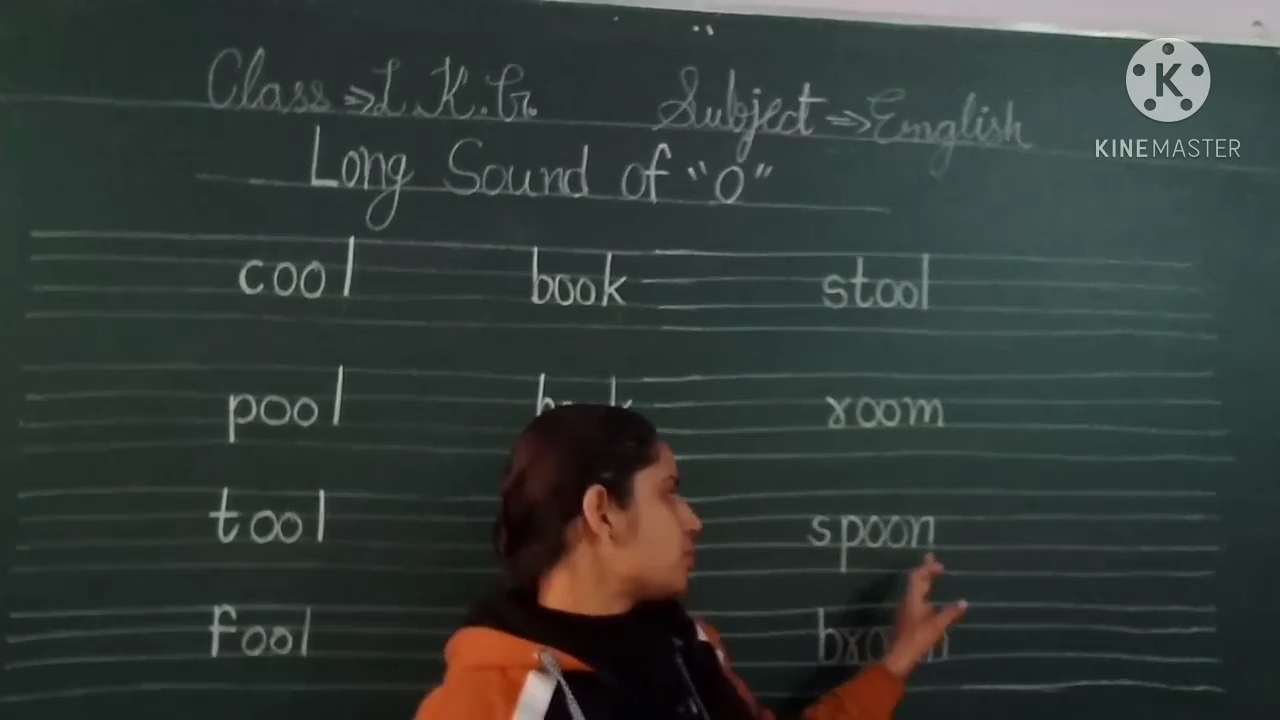 Class ⇒ L.K.G. Subject ⇒ English
Long Sound of "O"
cool book stool
pool room
tool spoon
fool
K
KINEMASTER